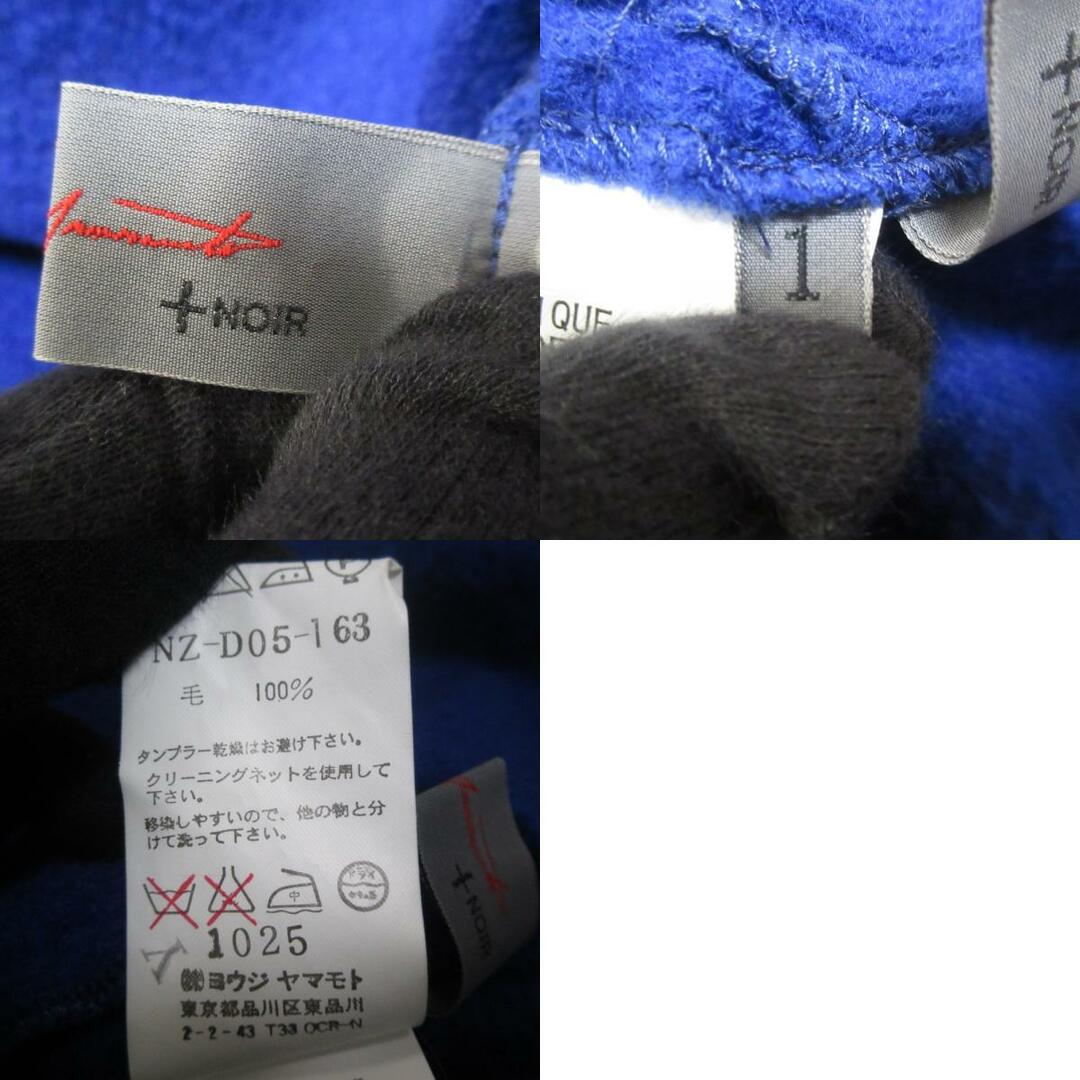 +NOIR
1
+NOIR
QUE
NZ-D05-163
毛 100%
タンブラー乾燥はお避け下さい。
クリーニングネットを使用して
下さい。
移染しやすいので、他の物と分
けて洗って下さい。
中
1025
㈱ヨウジ ヤマモト
東京都品川区東品川
2-2-43 T33 OCR-N
+NOIR